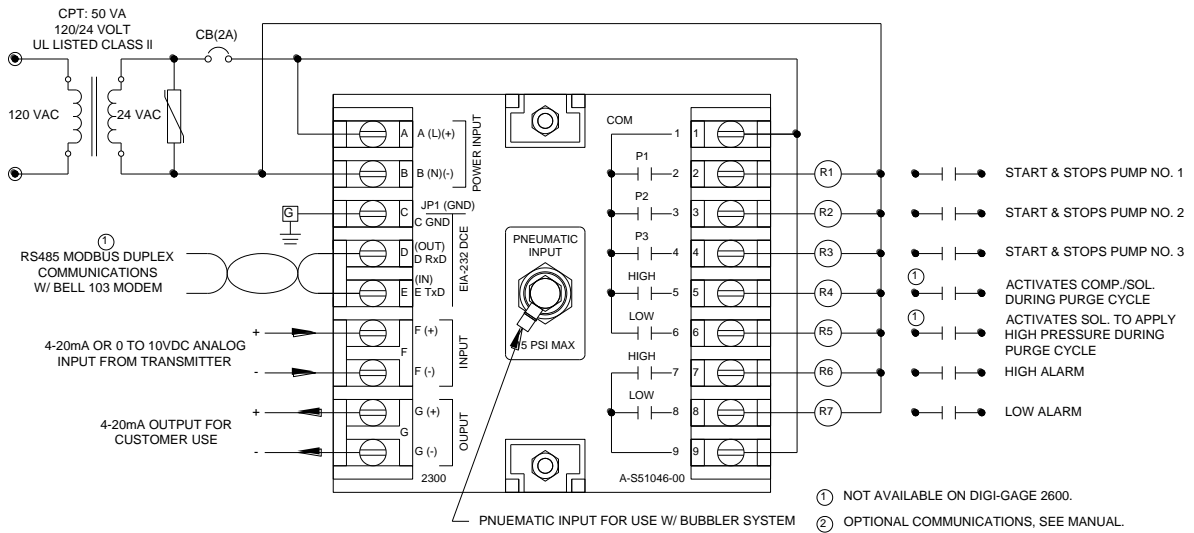 CPT: 50 VA
120/24 VOLT
UL LISTED CLASS II
CB(2A)
120 VAC
24 VAC
A
A (L)(+)
B
B (N)(-)
POWER INPUT
G
C
JP1 (GND)
C GND
D
(OUT)
D RxD
E
(IN)
E TxD
EIA-232 DCE
1
RS485 MODBUS DUPLEX
COMMUNICATIONS
W/ BELL 103 MODEM
+
4-20mA OR 0 TO 10VDC ANALOG
INPUT FROM TRANSMITTER
-
F (+)
F
F (-)
INPUT
+
4-20mA OUTPUT FOR
CUSTOMER USE
-
G (+)
G
G (-)
OUPUT
2300
PNEUMATIC
INPUT
5 PSI MAX
COM
1 1
P1
2 2
P2
3 3
P3
4 4
HIGH
5 5
LOW
6 6
HIGH
7 7
LOW
8 8
9 9
A-S51046-00
R1
R2
R3
R4
R5
R6
R7
START & STOPS PUMP NO. 1
START & STOPS PUMP NO. 2
START & STOPS PUMP NO. 3
1
ACTIVATES COMP./SOL.
DURING PURGE CYCLE
1
ACTIVATES SOL. TO APPLY
HIGH PRESSURE DURING
PURGE CYCLE
HIGH ALARM
LOW ALARM
PNUEMATIC INPUT FOR USE W/ BUBBLER SYSTEM
1 NOT AVAILABLE ON DIGI-GAGE 2600.
2 OPTIONAL COMMUNICATIONS, SEE MANUAL.